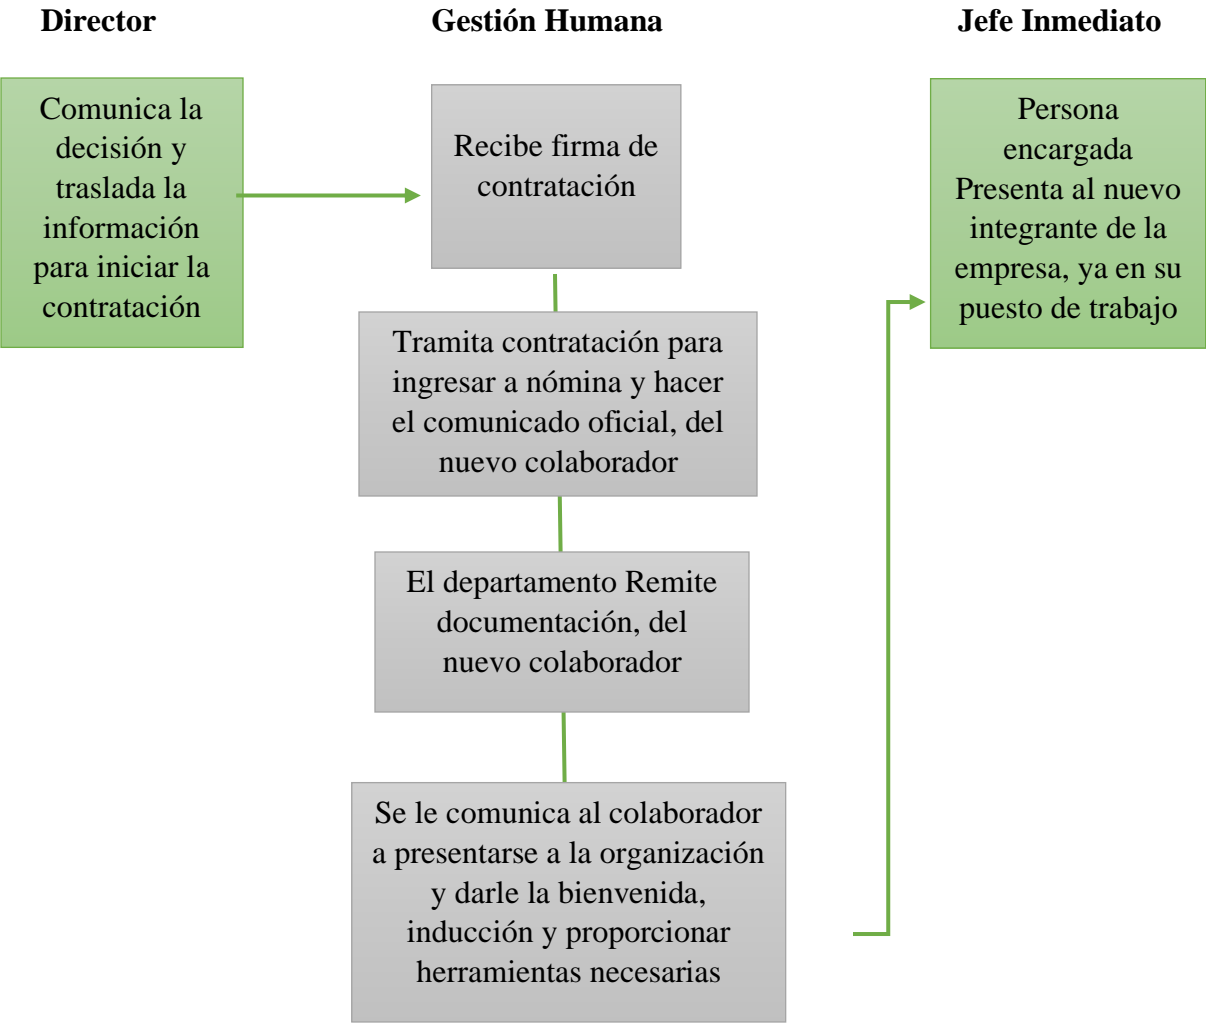 Director
Gestión Humana
Jefe Inmediato
Comunica la
decisión y
traslada la
información
para iniciar la
contratación
Recibe firma de
contratación
Tramita contratación para
ingresar a nómina y hacer
el comunicado oficial, del
nuevo colaborador
El departamento Remite
documentación, del
nuevo colaborador
Se le comunica al colaborador
a presentarse a la organización
y darle la bienvenida,
inducción y proporcionar
herramientas necesarias
Persona
encargada
Presenta al nuevo
integrante de la
empresa, ya en su
puesto de trabajo